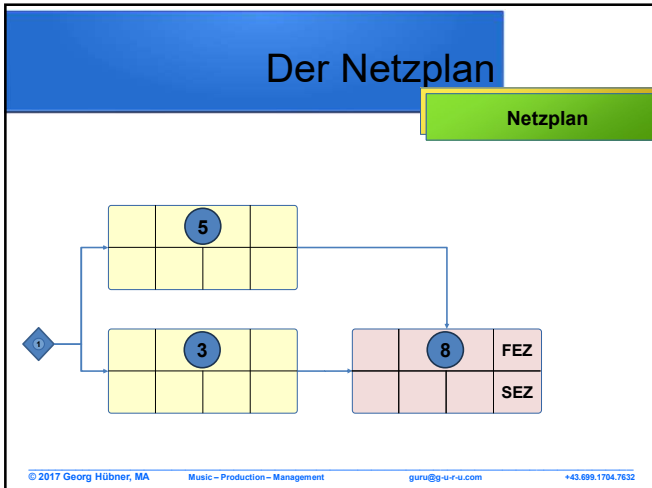 Der Netzplan
Netzplan
5
1
3
8
FEZ
SEZ
© 2017 Georg Hübner, MA Music – Production – Management guru@g-u-r-u.com +43.699.1704.7632